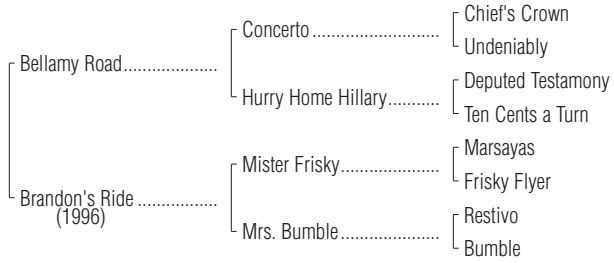 Chief's Crown
Concerto
Undeniably
Bellamy Road
Deputed Testamony
Hurry Home Hillary
Ten Cents a Turn
Marsayas
Mister Frisky
Frisky Flyer
Brandon's Ride
(1996)
Restivo
Mrs. Bumble
Bumble